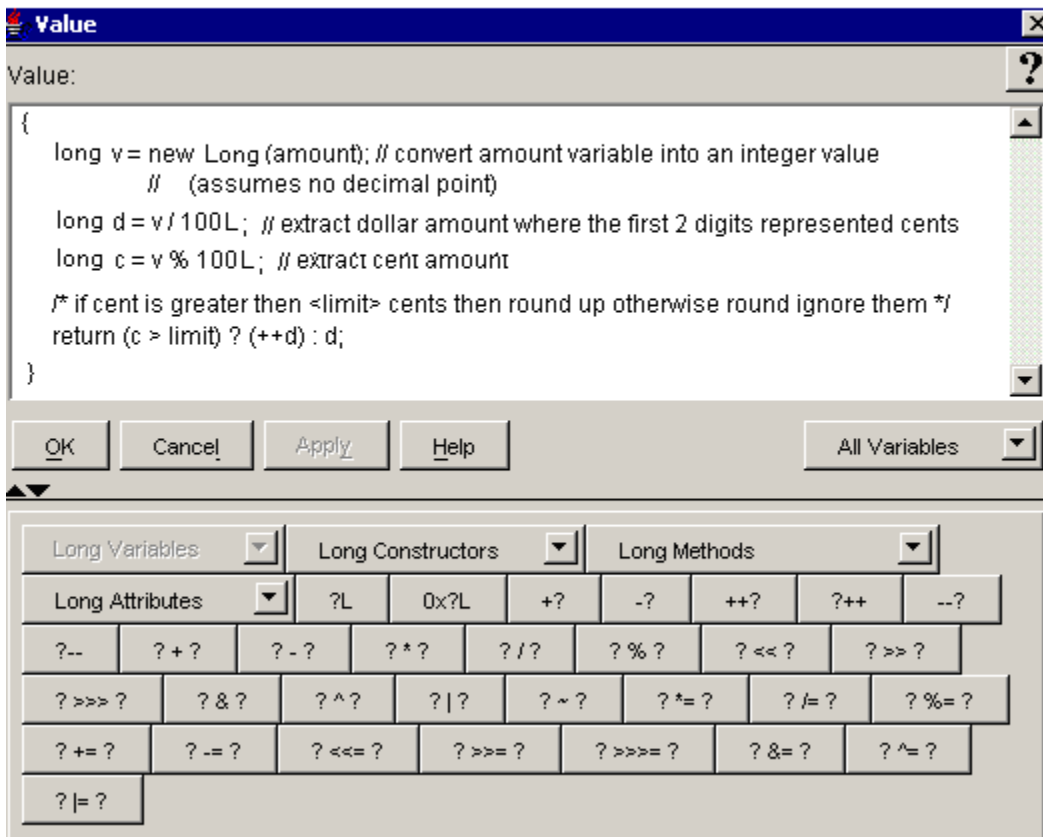 Value
Value:
?
{
long v = new Long (amount); // convert amount variable into an integer value
// (assumes no decimal point)
long d = v / 100L; // extract dollar amount where the first 2 digits represented cents
long c = v % 100L; // extract cent amount
/* if cent is greater then <limit> cents then round up otherwise round ignore them */
return (c > limit) ? (++d) : d;
}
OK Cancel Apply Help All Variables
Long Variables Long Constructors Long Methods
Long Attributes ?L 0x?L +? -? ++? ?++ --?
?-- ? + ? ? - ? ? * ? ? / ? ? % ? ? << ? ? >> ?
? >>> ? ? & ? ? ^ ? ? | ? ? ~ ? ? *= ? ? /= ? ? %= ?
? += ? ? -= ? ? <<= ? ? >>= ? ? >>>= ? ? &= ? ? ^= ?
? |= ?